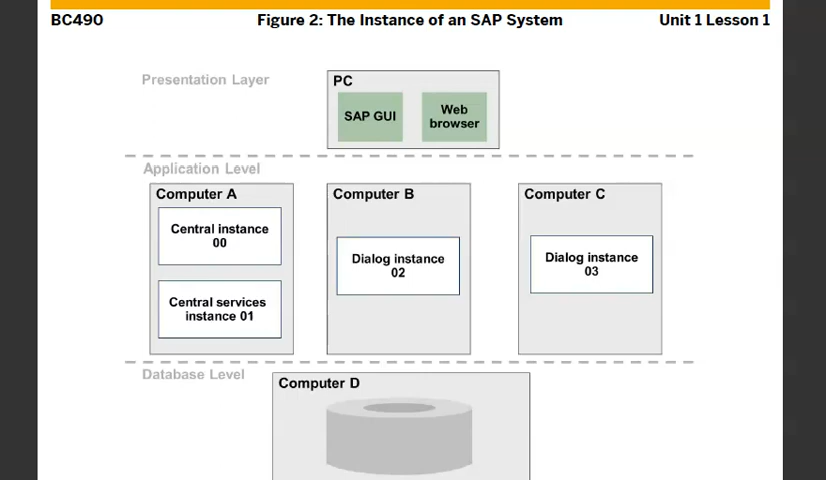 BC490 Figure 2: The Instance of an SAP System Unit 1 Lesson 1
Presentation Layer
PC
SAP GUI
Web
browser
Application Level
Computer A
Central instance
00
Central services
instance 01
Computer B
Dialog instance
02
Computer C
Dialog instance
03
Database Level
Computer D